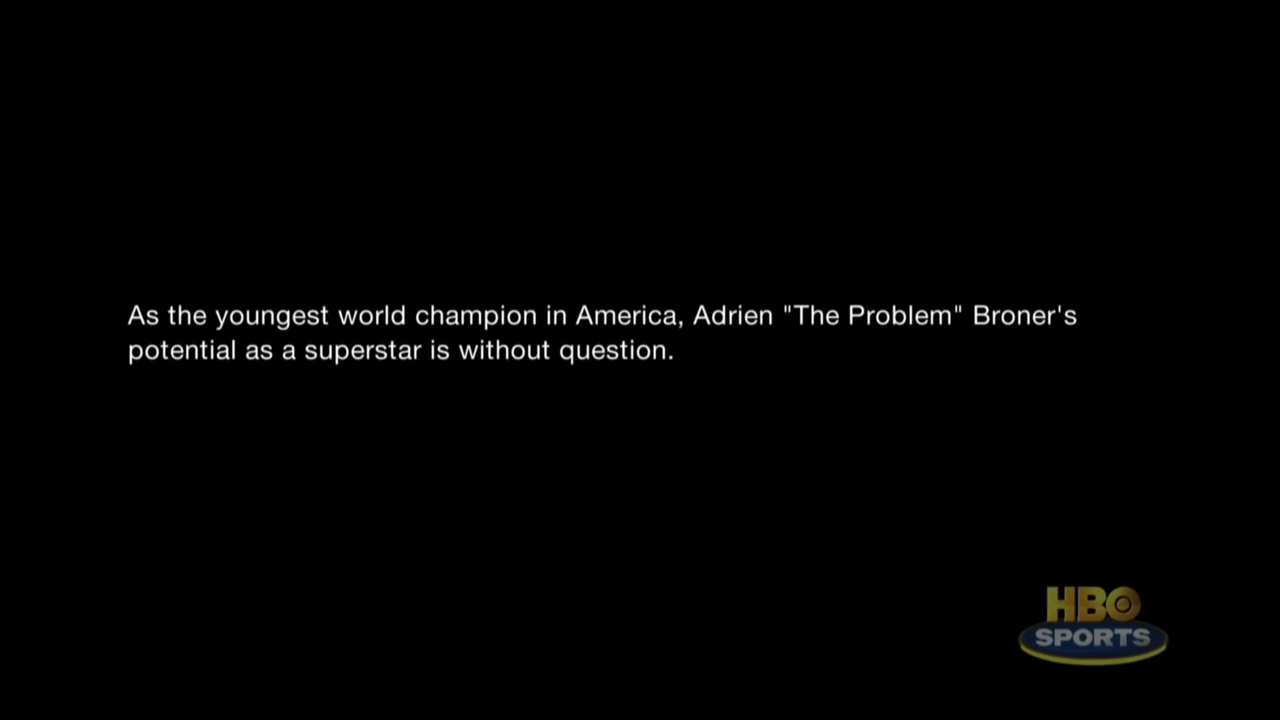 As the youngest world champion in America, Adrien "The Problem" Broner's
potential as a superstar is without question.
HBO
SPORTS